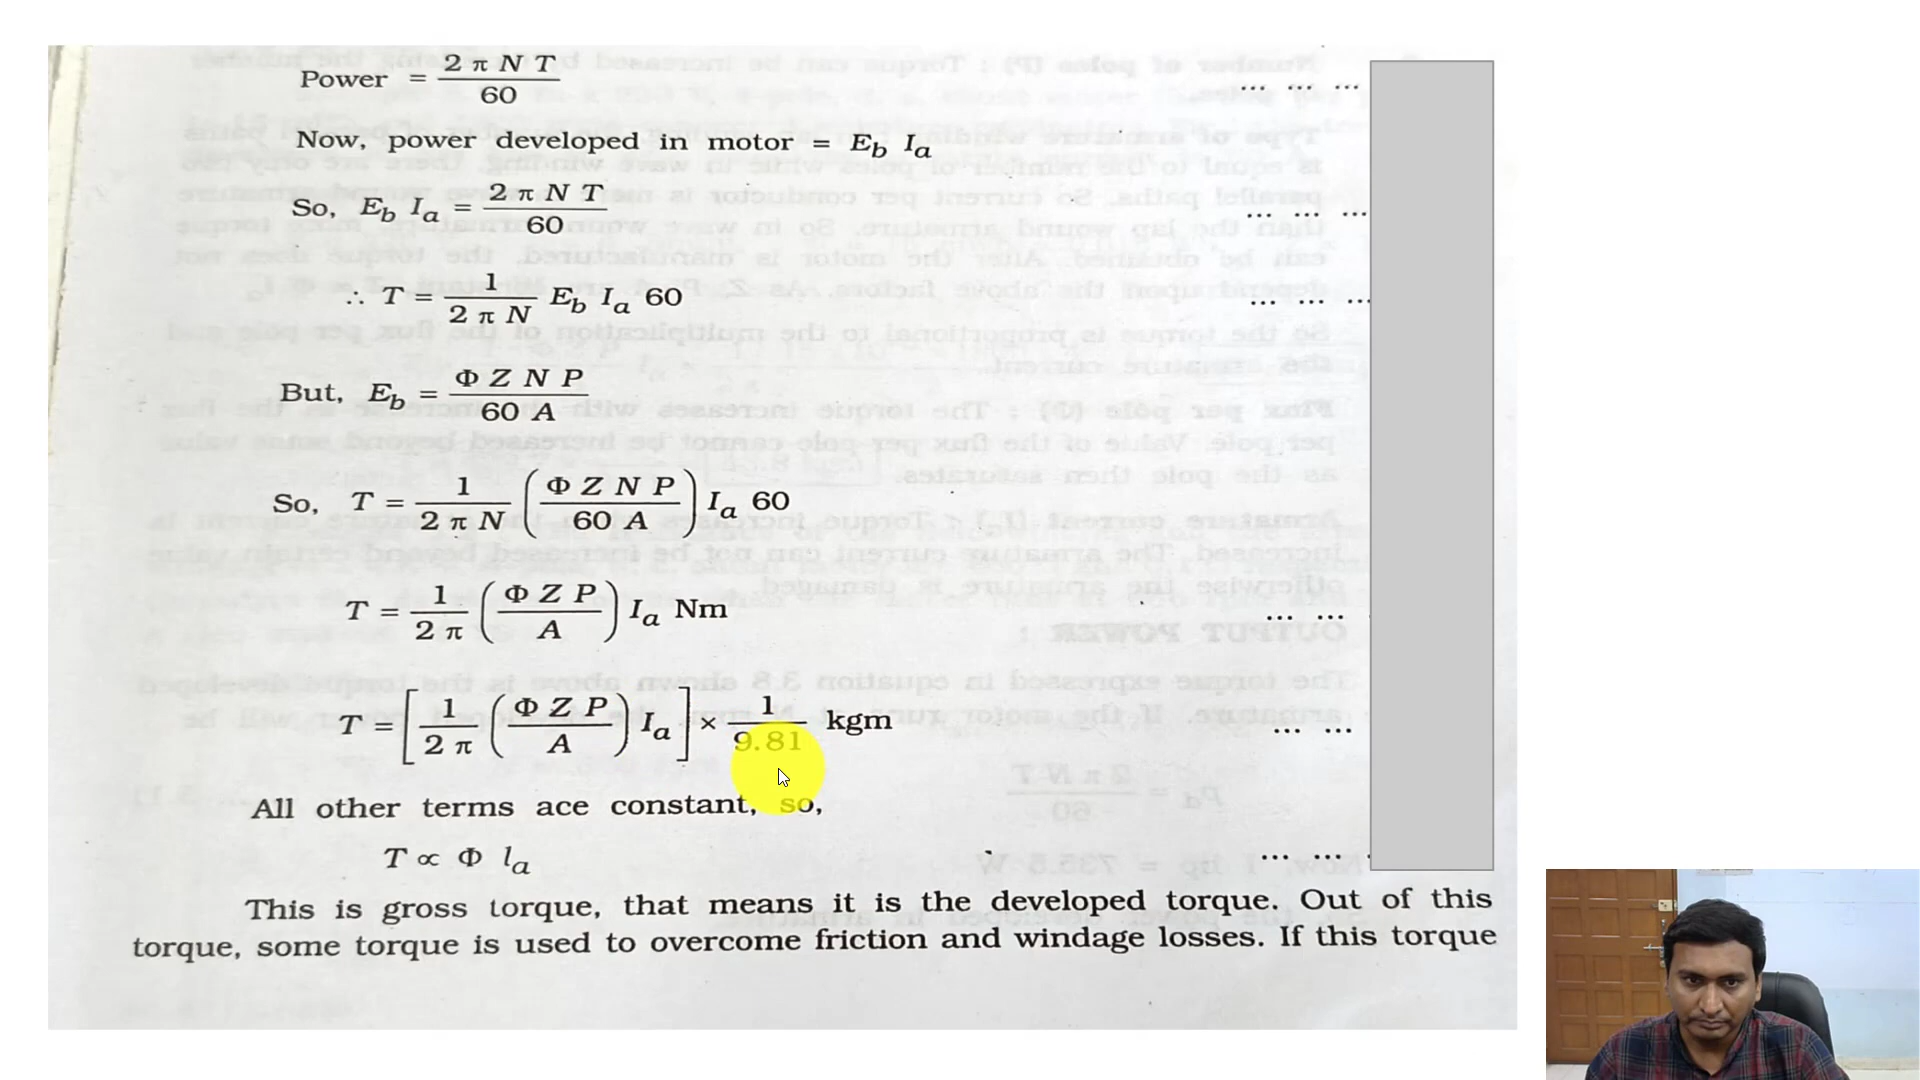 Power = 2 π N T / 60 ... ... ...
Now, power developed in motor = E_b I_a
So, E_b I_a = 2 π N T / 60 ... ... ...
∴ T = 1 / 2 π N E_b I_a 60 ... ... ...
But, E_b = Φ Z N P / 60 A
So, T = 1 / 2 π N (Φ Z N P / 60 A) I_a 60
T = 1 / 2 π (Φ Z P / A) I_a Nm ... ...
T = [1 / 2 π (Φ Z P / A) I_a] × 1 / 9.81 kgm ... ...
All other terms ace constant, so,
T ∝ Φ l_a ... ...
This is gross torque, that means it is the developed torque. Out of this
torque, some torque is used to overcome friction and windage losses. If this torque